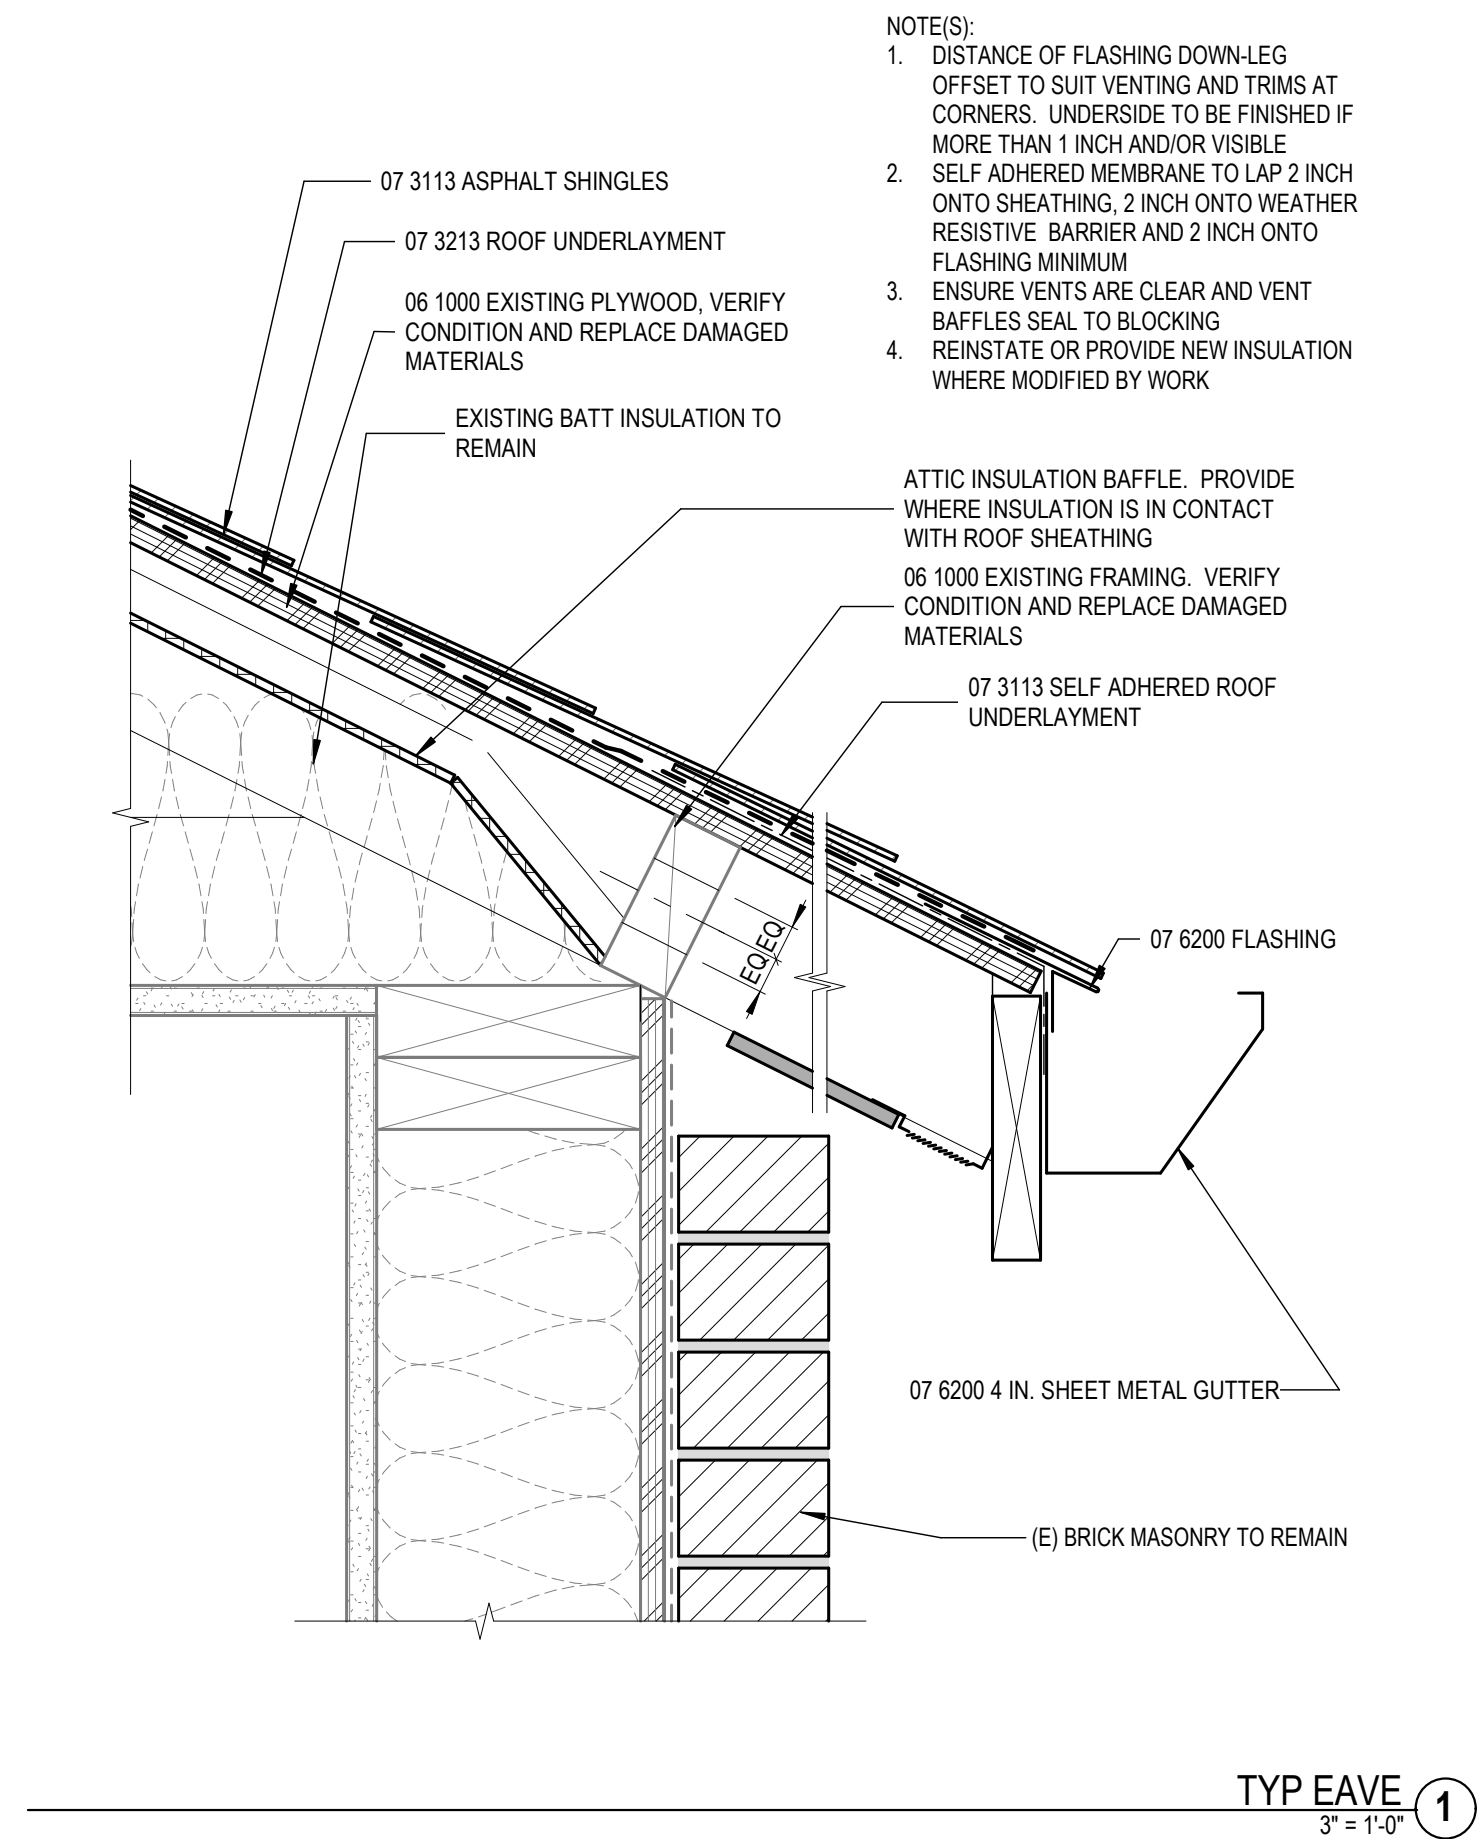 NOTE(S):
1. DISTANCE OF FLASHING DOWN-LEG
OFFSET TO SUIT VENTING AND TRIMS AT
CORNERS. UNDERSIDE TO BE FINISHED IF
MORE THAN 1 INCH AND/OR VISIBLE
2. SELF ADHERED MEMBRANE TO LAP 2 INCH
ONTO SHEATHING, 2 INCH ONTO WEATHER
RESISTIVE BARRIER AND 2 INCH ONTO
FLASHING MINIMUM
3. ENSURE VENTS ARE CLEAR AND VENT
BAFFLES SEAL TO BLOCKING
4. REINSTATE OR PROVIDE NEW INSULATION
WHERE MODIFIED BY WORK
07 3113 ASPHALT SHINGLES
07 3213 ROOF UNDERLAYMENT
06 1000 EXISTING PLYWOOD, VERIFY
CONDITION AND REPLACE DAMAGED
MATERIALS
EXISTING BATT INSULATION TO
REMAIN
ATTIC INSULATION BAFFLE. PROVIDE
WHERE INSULATION IS IN CONTACT
WITH ROOF SHEATHING
06 1000 EXISTING FRAMING. VERIFY
CONDITION AND REPLACE DAMAGED
MATERIALS
07 3113 SELF ADHERED ROOF
UNDERLAYMENT
07 6200 FLASHING
EQ
EQ
07 6200 4 IN. SHEET METAL GUTTER
(E) BRICK MASONRY TO REMAIN
TYP EAVE
3" = 1'-0"
1